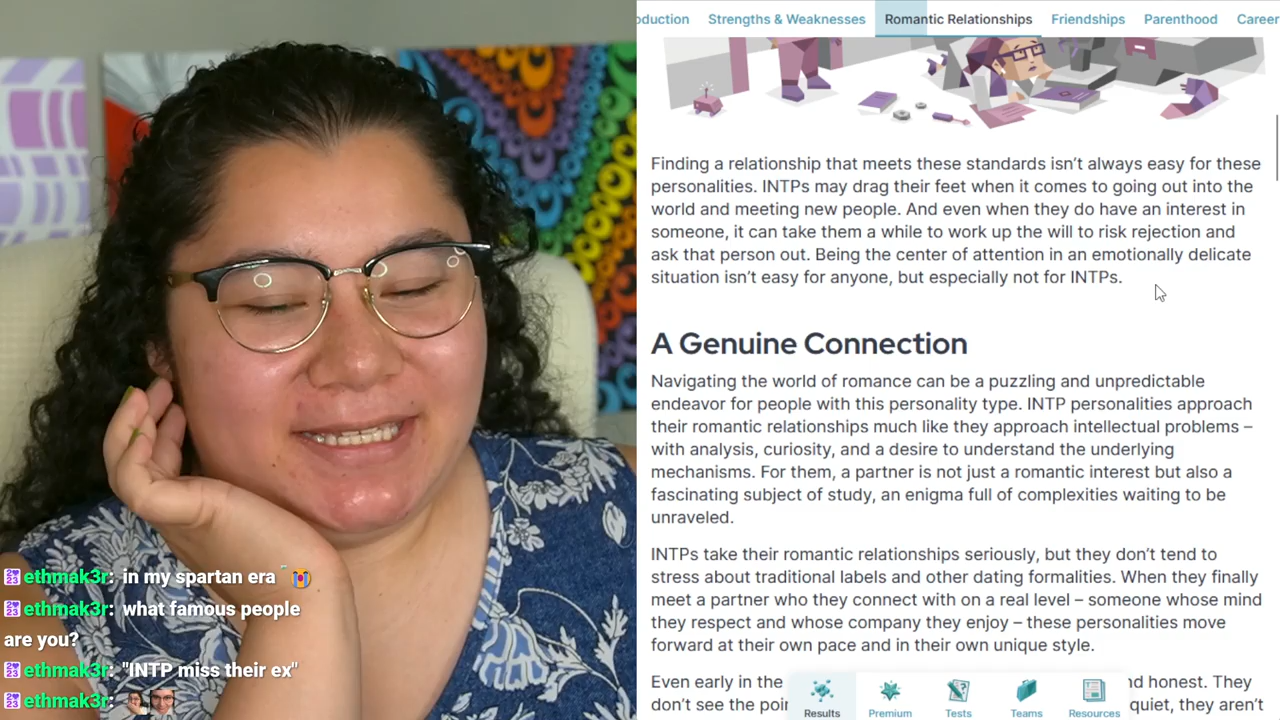 oduction Strengths & Weaknesses Romantic Relationships Friendships Parenthood Career
Finding a relationship that meets these standards isn’t always easy for these
personalities. INTPs may drag their feet when it comes to going out into the
world and meeting new people. And even when they do have an interest in
someone, it can take them a while to work up the will to risk rejection and
ask that person out. Being the center of attention in an emotionally delicate
situation isn’t easy for anyone, but especially not for INTPs.
A Genuine Connection
Navigating the world of romance can be a puzzling and unpredictable
endeavor for people with this personality type. INTP personalities approach
their romantic relationships much like they approach intellectual problems –
with analysis, curiosity, and a desire to understand the underlying
mechanisms. For them, a partner is not just a romantic interest but also a
fascinating subject of study, an enigma full of complexities waiting to be
unraveled.
INTPs take their romantic relationships seriously, but they don’t tend to
stress about traditional labels and other dating formalities. When they finally
meet a partner who they connect with on a real level – someone whose mind
they respect and whose company they enjoy – these personalities move
forward at their own pace and in their own unique style.
Even early in the nd honest. They
don’t see the poi quiet, they aren’t
Results Premium Tests Teams Resources
ethmak3r: in my spartan era
ethmak3r: what famous people
are you?
ethmak3r: "INTP miss their ex"
ethmak3r: